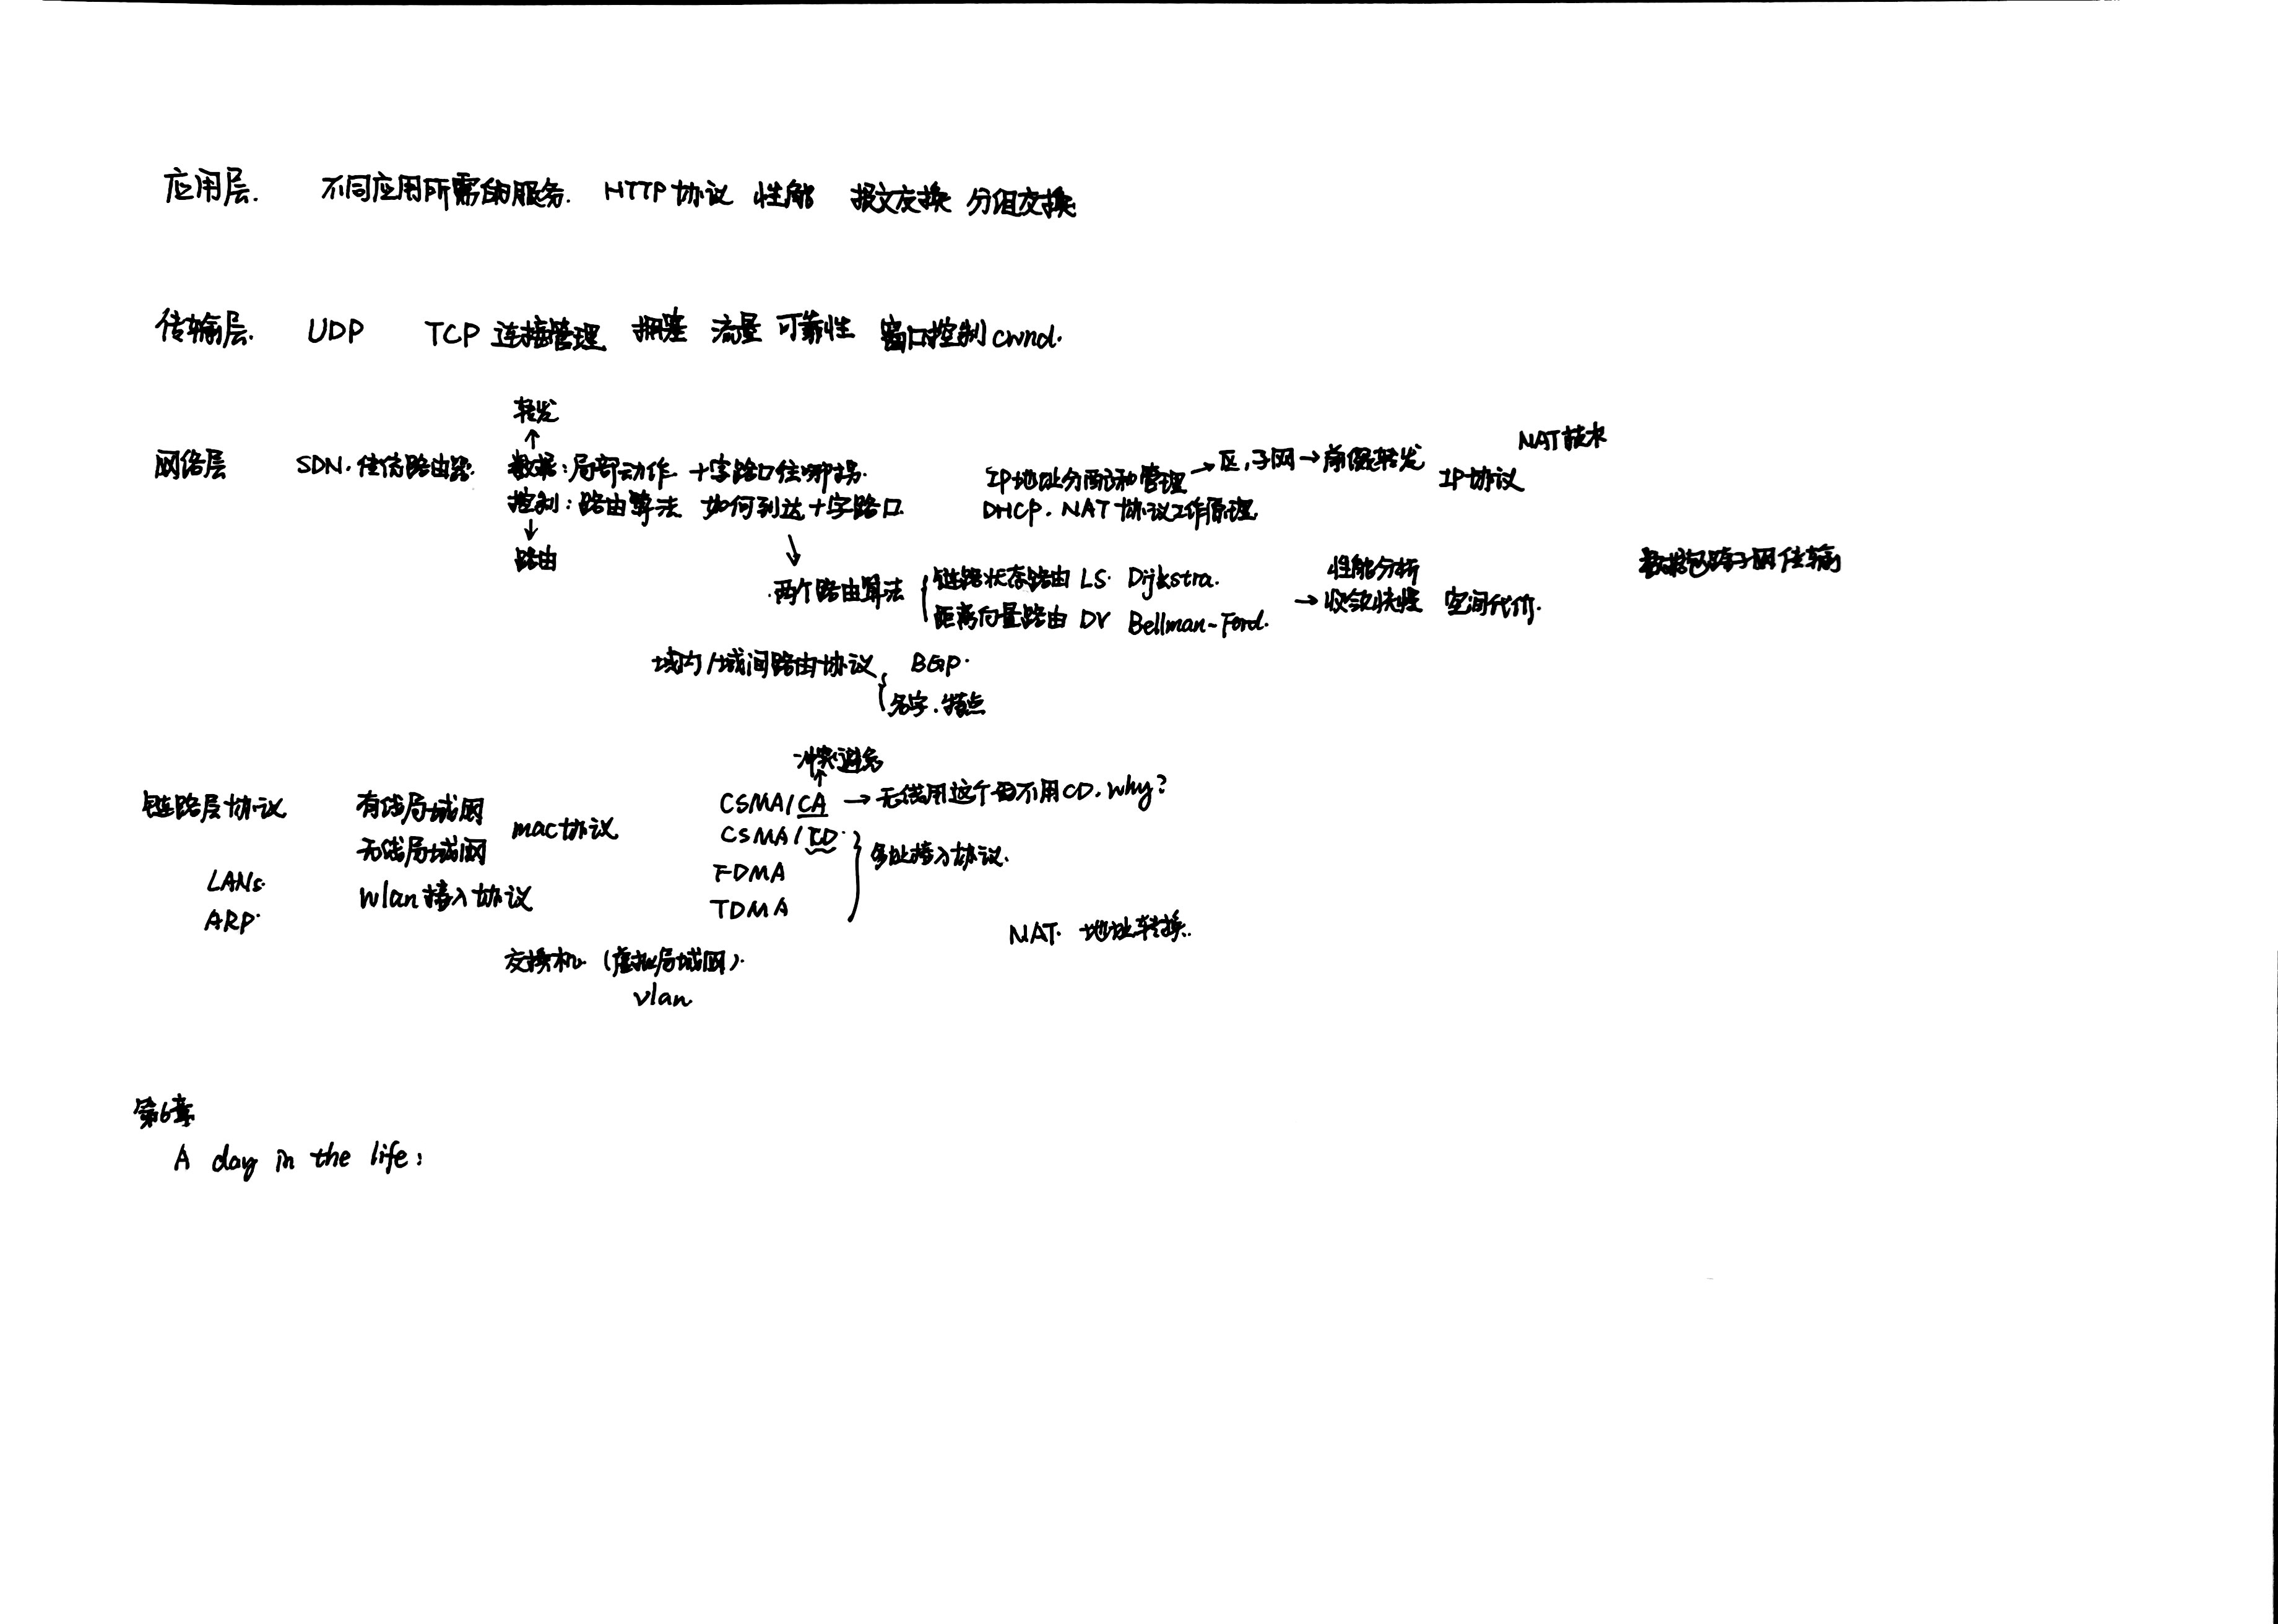 应用层. 不同应用所需的服务. HTTP协议 性能 报文交换 分组交换
传输层. UDP TCP 连接管理 拥塞 流量 可靠性 窗口控制 cwnd.
转发
↑
网络层 SDN. 传统路由器. 数据:局部动作 十字路口往哪拐.
控制:路由算法 如何到达十字路口
↓
路由
IP地址分配和管理 → 区,子网 → 前缀转发 IP协议
NAT技术
DHCP. NAT协议工作原理
↓
两个路由算法 { 链路状态路由 LS. Dijkstra.
距离向量路由 DV Bellman-Ford.
→ 性能分析
收敛快慢 空间代价.
数据包跨子网传输
域内/域间路由协议 { BGP.
名字.特点
冲突避免
↑
链路层协议 有线局域网 mac协议 CSMA/CA → 无线用这个而不用CD. why?
无线局域网 CSMA/CD.
LANs. wlan接入协议 FDMA } 多址接入协议.
ARP. TDMA
NAT. 地址转换.
交换机 (虚拟局域网).
vlan
第6章
A day in the life: